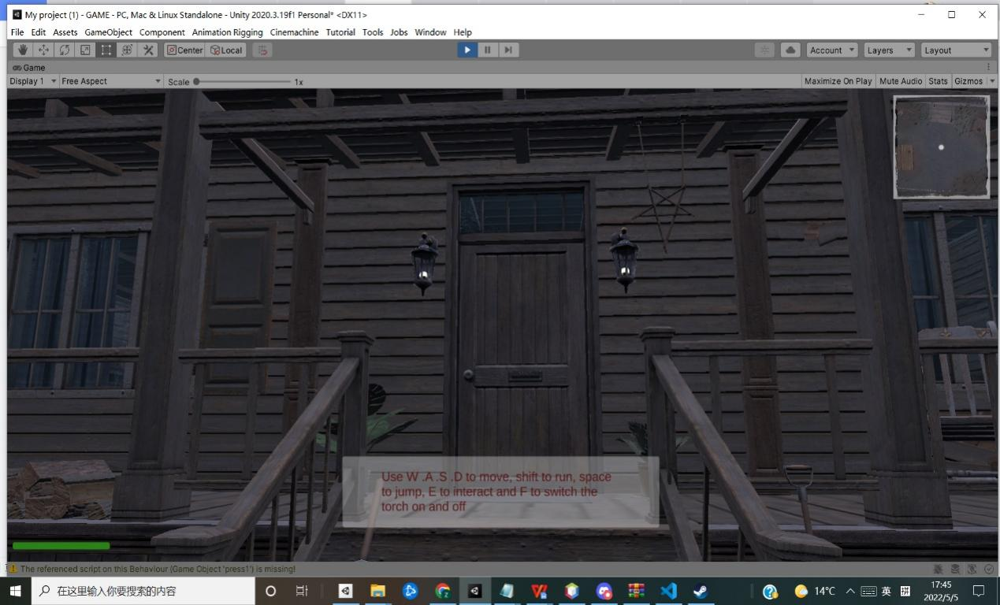 My project (1) - GAME - PC, Mac & Linux Standalone - Unity 2020.3.19f1 Personal* <DX11>
File Edit Assets GameObject Component Animation Rigging Cinemachine Tutorial Tools Jobs Window Help
Center Local Account Layers Layout
Game
Display 1 Free Aspect Scale 1x Maximize On Play Mute Audio Stats Gizmos
Use W .A .S .D to move, shift to run, space
to jump, E to interact and F to switch the
torch on and off
The referenced script on this Behaviour (Game Object 'press1') is missing!
在这里输入你要搜索的内容
14°C
英
拼
17:45
2022/5/5